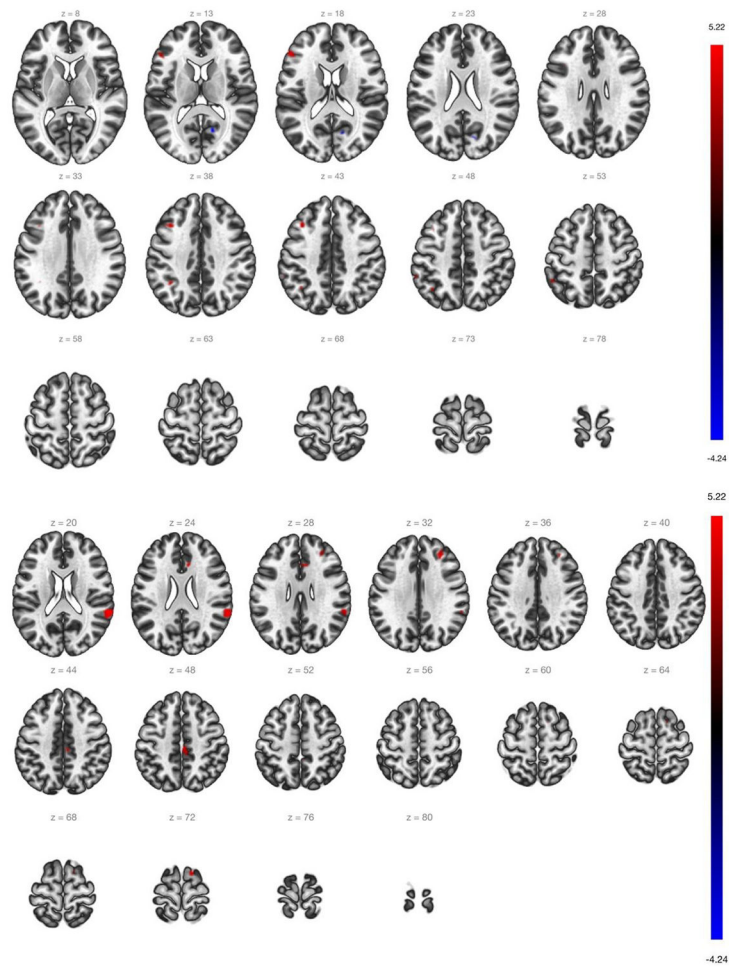 z = 8 z = 13 z = 18 z = 23 z = 28
5.22
z = 33 z = 38 z = 43 z = 48 z = 53
z = 58 z = 63 z = 68 z = 73 z = 78
-4.24
5.22
z = 20 z = 24 z = 28 z = 32 z = 36 z = 40
z = 44 z = 48 z = 52 z = 56 z = 60 z = 64
z = 68 z = 72 z = 76 z = 80
-4.24